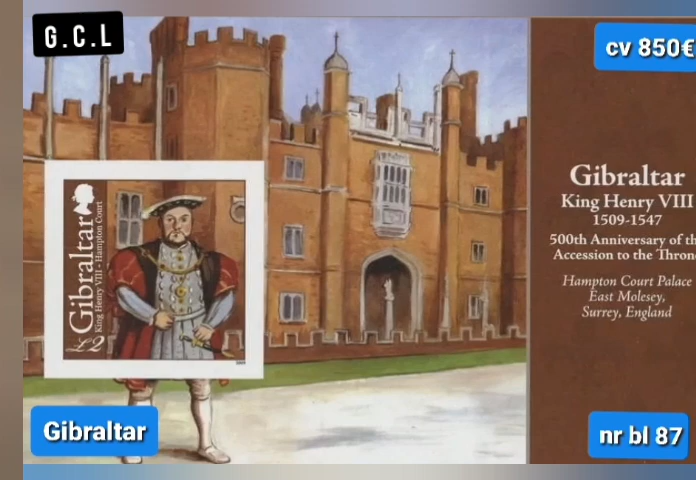 G.C.L
cv 850€
Gibraltar
King Henry VIII
1509-1547
500th Anniversary of th
Accession to the Thron
Hampton Court Palace
East Molesey,
Surrey, England
Gibraltar
King Henry VIII - Hampton Court
£2
Gibraltar
nr bl 87